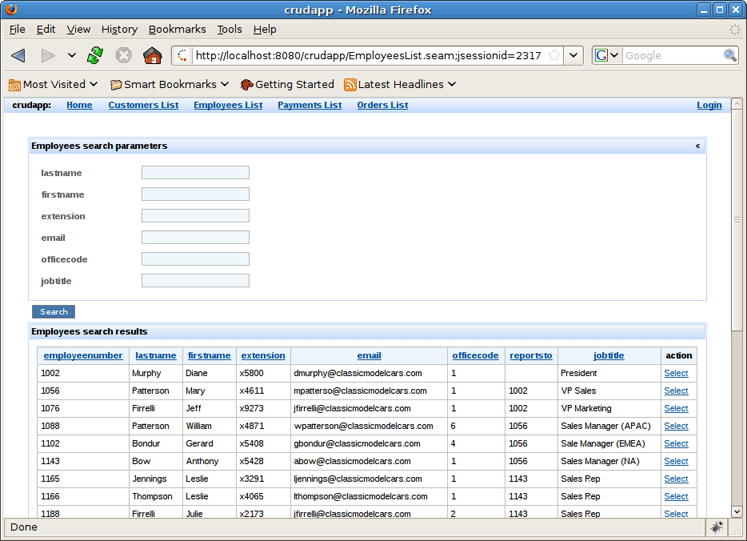 crudapp - Mozilla Firefox
File Edit View History Bookmarks Tools Help
http://localhost:8080/crudapp/EmployeesList.seam;jsessionid=2317 Google
Most Visited Smart Bookmarks Getting Started Latest Headlines
crudapp: Home Customers List Employees List Payments List Orders List Login
Employees search parameters «
lastname
firstname
extension
email
officecode
jobtitle
Search
Employees search results
employeenumber lastname firstname extension email officecode reportsto jobtitle action
1002 Murphy Diane x5800 dmurphy@classicmodelcars.com 1 President Select
1056 Patterson Mary x4611 mpatterso@classicmodelcars.com 1 1002 VP Sales Select
1076 Firrelli Jeff x9273 jfirrelli@classicmodelcars.com 1 1002 VP Marketing Select
1088 Patterson William x4871 wpatterson@classicmodelcars.com 6 1056 Sales Manager (APAC) Select
1102 Bondur Gerard x5408 gbondur@classicmodelcars.com 4 1056 Sale Manager (EMEA) Select
1143 Bow Anthony x5428 abow@classicmodelcars.com 1 1056 Sales Manager (NA) Select
1165 Jennings Leslie x3291 ljennings@classicmodelcars.com 1 1143 Sales Rep Select
1166 Thompson Leslie x4065 lthompson@classicmodelcars.com 1 1143 Sales Rep Select
1188 Firrelli Julie x2173 jfirrelli@classicmodelcars.com 2 1143 Sales Rep Select
Done